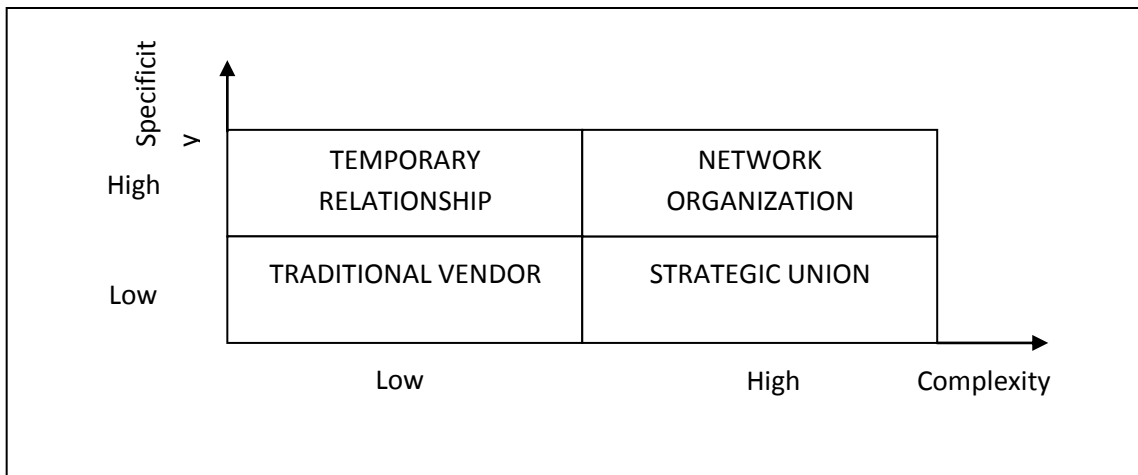 Specificit
y
High
TEMPORARY
RELATIONSHIP
NETWORK
ORGANIZATION
Low
TRADITIONAL VENDOR
STRATEGIC UNION
Low
High
Complexity